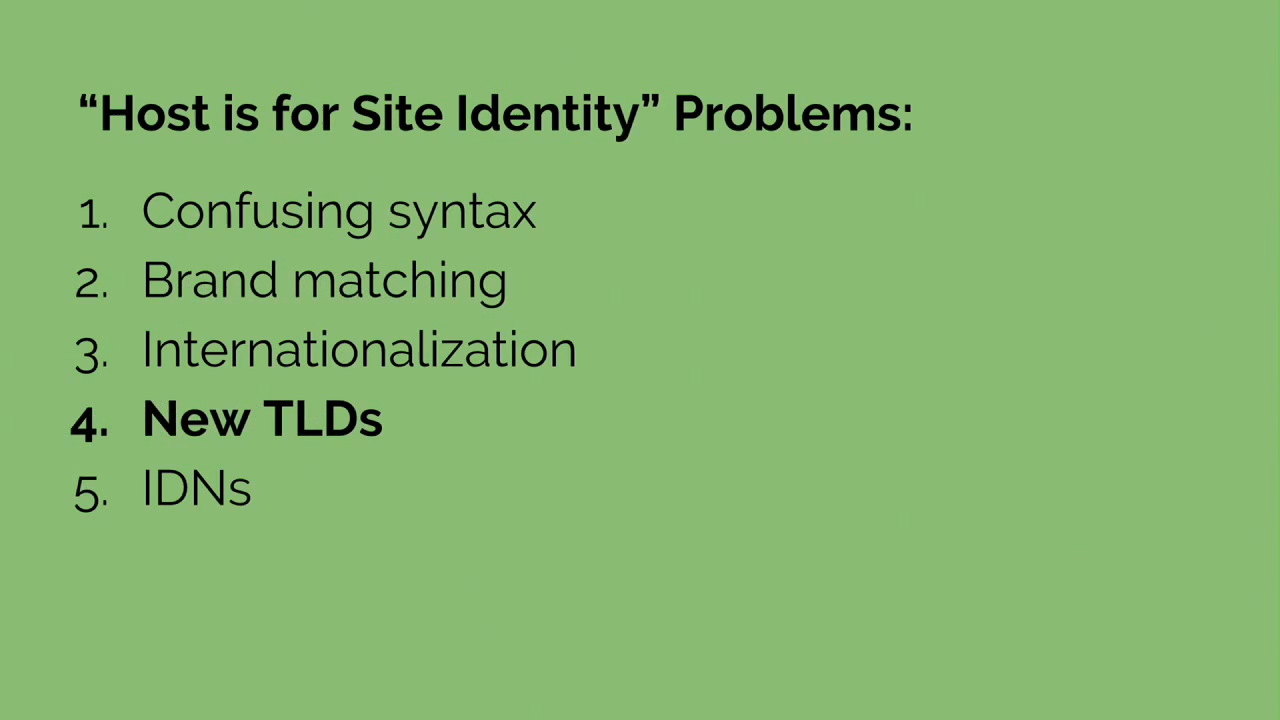 “Host is for Site Identity” Problems:
1. Confusing syntax
2. Brand matching
3. Internationalization
4. New TLDs
5. IDNs